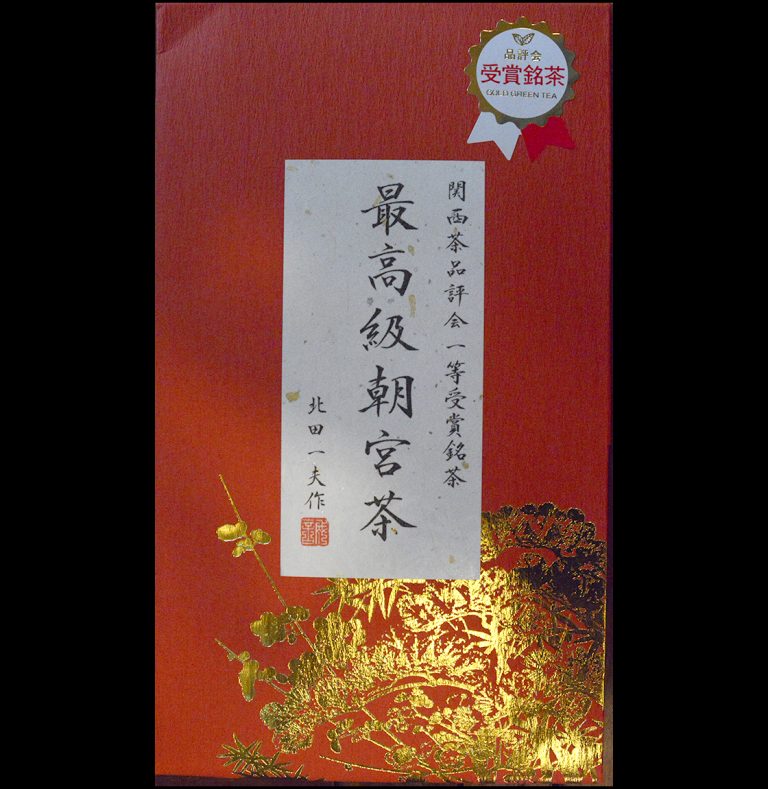 品評会
受賞銘茶
GOLD GREEN TEA
関西茶品評会一等受賞銘茶
最高級朝宮茶
北田一夫作